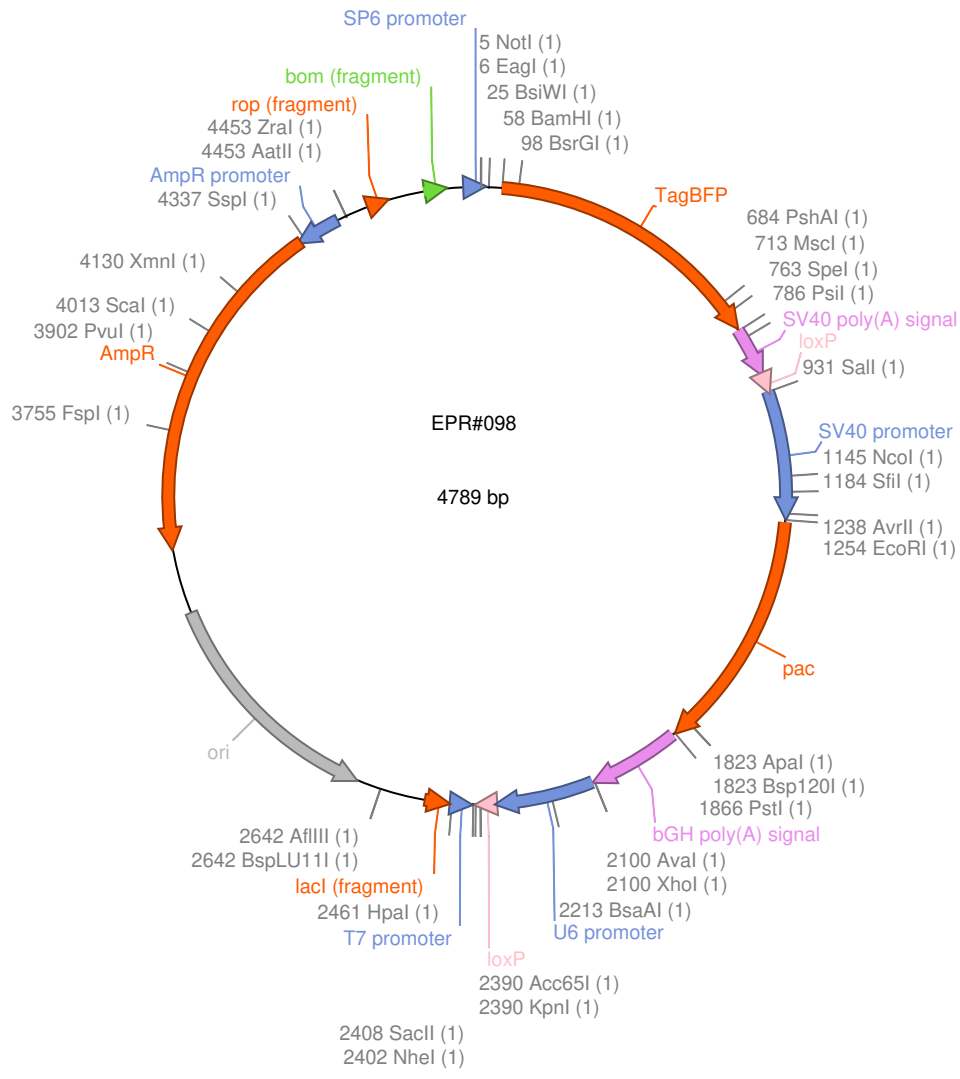 SP6 promoter
5 NotI (1)
6 EagI (1)
25 BsiWI (1)
58 BamHI (1)
98 BsrGI (1)
bom (fragment)
rop (fragment)
4453 ZraI (1)
4453 AatII (1)
AmpR promoter
4337 SspI (1)
4130 XmnI (1)
4013 ScaI (1)
3902 PvuI (1)
AmpR
3755 FspI (1)
TagBFP
684 PshAI (1)
713 MscI (1)
763 SpeI (1)
786 PsiI (1)
SV40 poly(A) signal
loxP
931 SalI (1)
SV40 promoter
1145 NcoI (1)
1184 SfiI (1)
1238 AvrII (1)
1254 EcoRI (1)
EPR#098
4789 bp
pac
ori
1823 ApaI (1)
1823 Bsp120I (1)
1866 PstI (1)
bGH poly(A) signal
2100 AvaI (1)
2100 XhoI (1)
2213 BsaAI (1)
U6 promoter
2642 AflIII (1)
2642 BspLU11I (1)
lacI (fragment)
2461 HpaI (1)
T7 promoter
loxP
2390 Acc65I (1)
2390 KpnI (1)
2408 SacII (1)
2402 NheI (1)